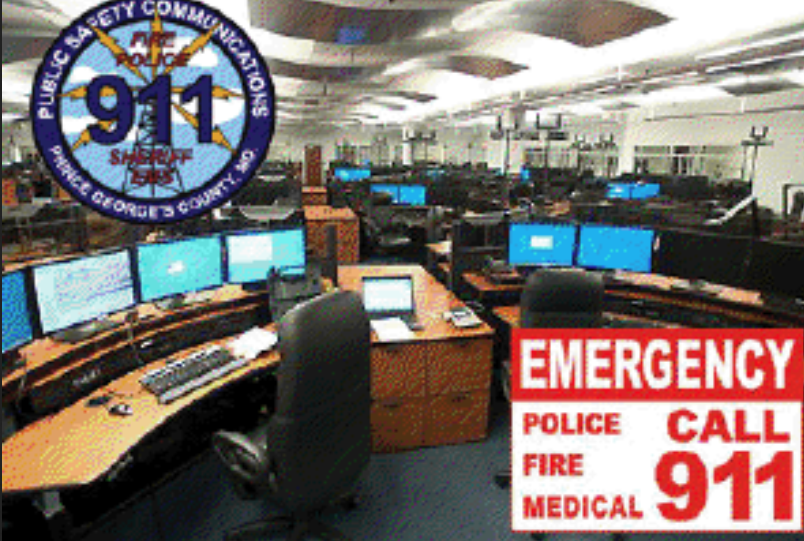 PUBLIC SAFETY COMMUNICATIONS
FIRE
POLICE
911
SHERIFF
EMS
PRINCE GEORGE'S COUNTY, MD.
EMERGENCY
POLICE
FIRE
MEDICAL
CALL
911